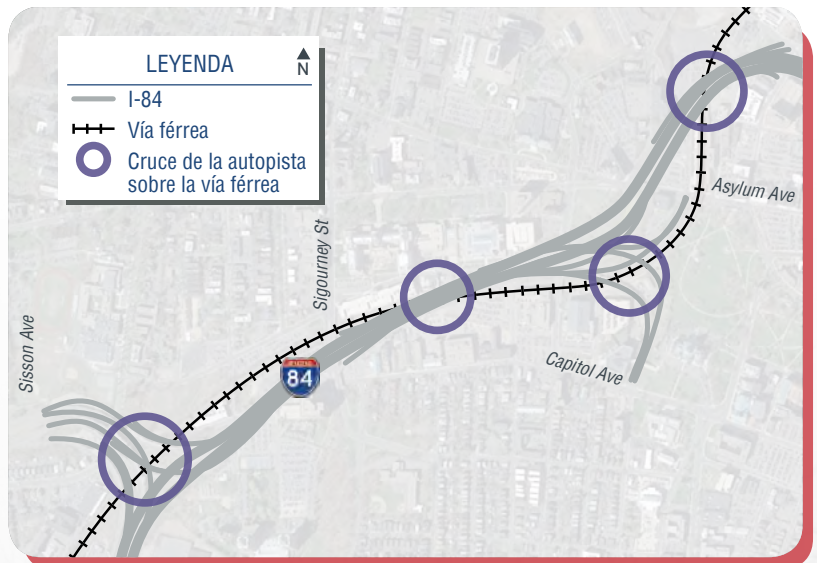 LEYENDA
N
I-84
Vía férrea
Cruce de la autopista
sobre la vía férrea
Asylum Ave
Sigourney St
Sisson Ave
84
Capitol Ave